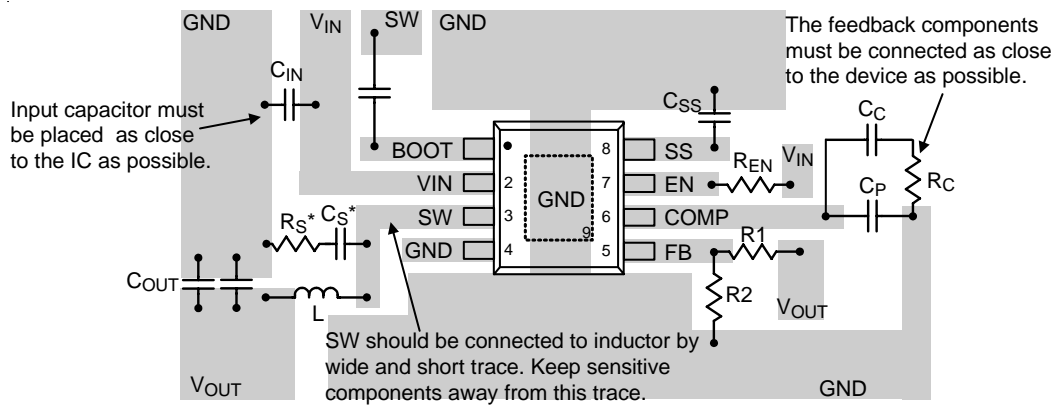 GND
VIN
SW
GND
The feedback components
must be connected as close
to the device as possible.
CIN
Input capacitor must
be placed as close
to the IC as possible.
CSS
CC
BOOT
8
SS
REN
VIN
RC
VIN
2
GND
7
EN
CP
SW
3
6
COMP
RS*
CS*
9
GND
4
5
FB
R1
COUT
R2
L
VOUT
SW should be connected to inductor by
wide and short trace. Keep sensitive
components away from this trace.
VOUT
GND